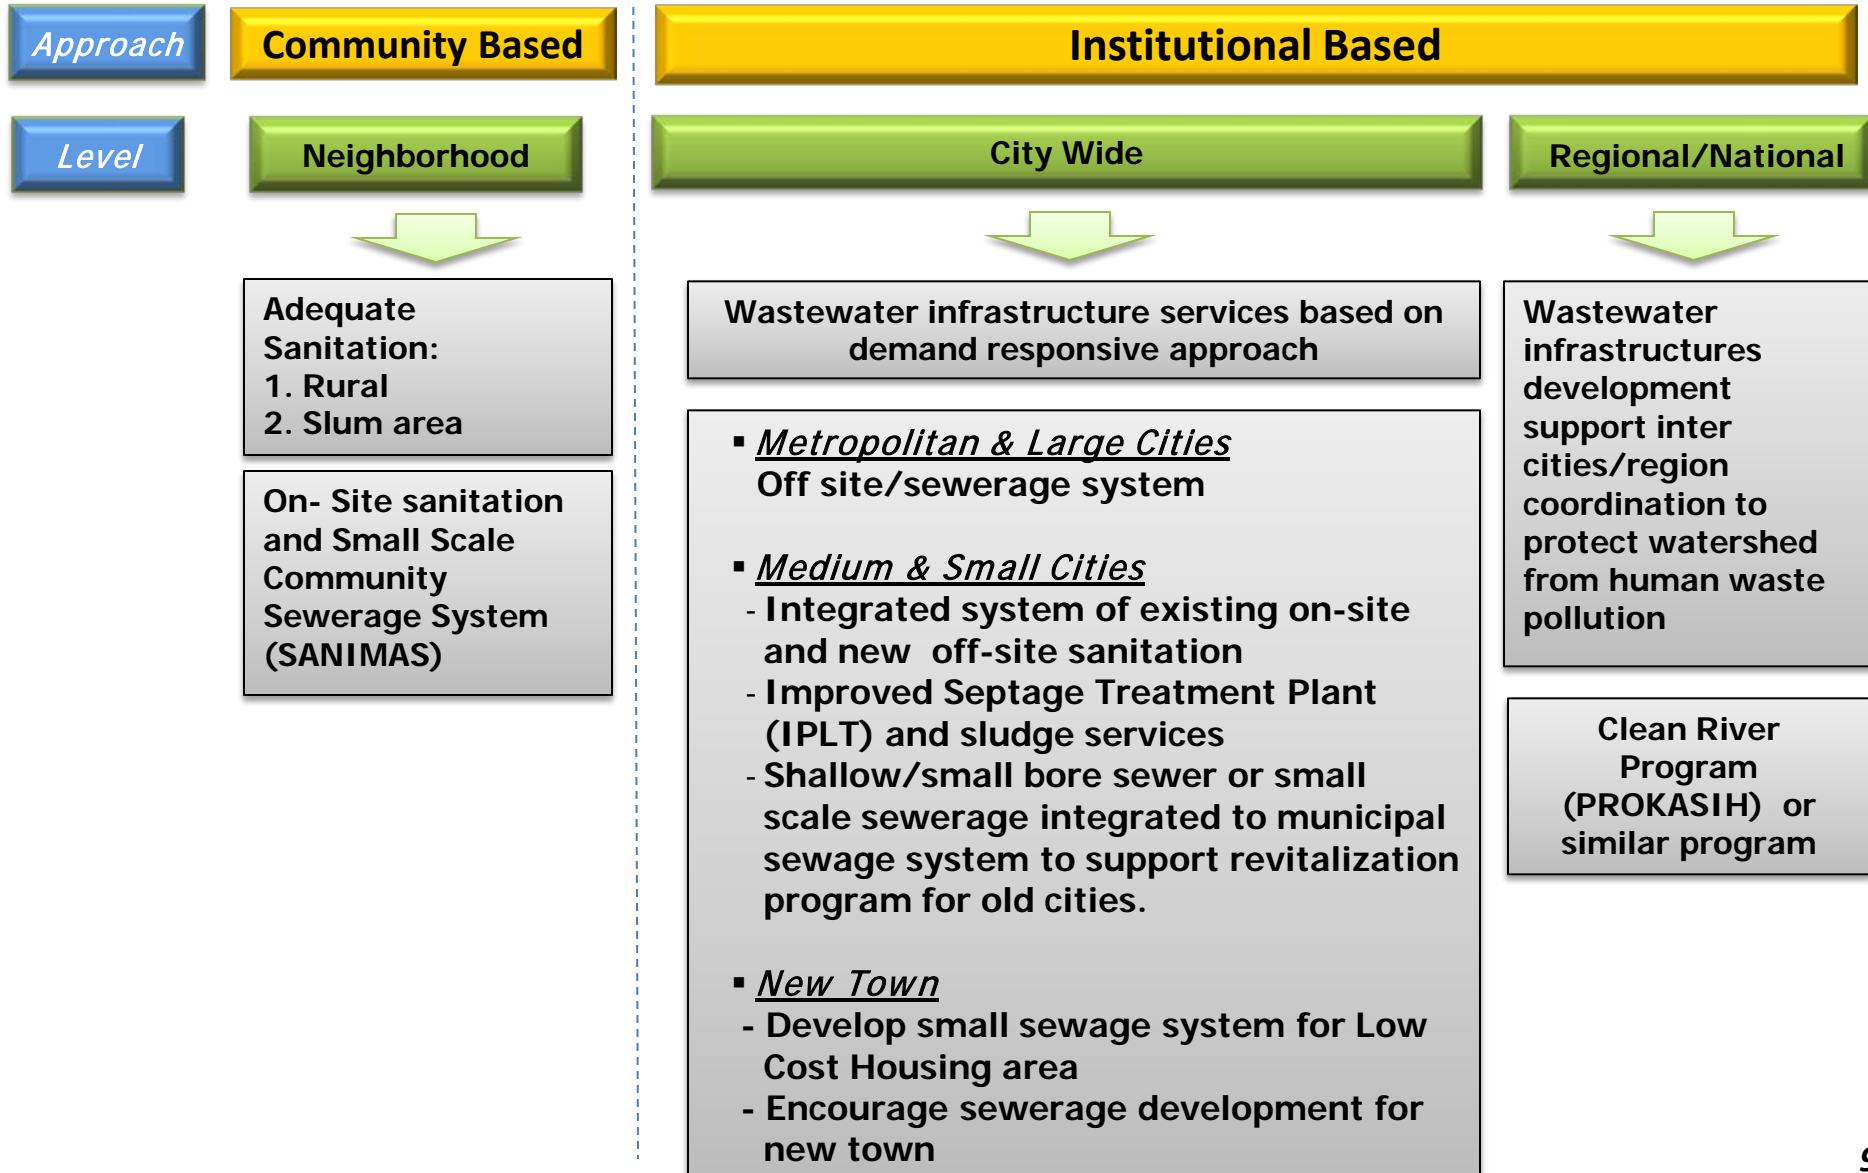 Approach
Community Based
Institutional Based
Level
Neighborhood
City Wide
Regional/National
Adequate
Sanitation:
1. Rural
2. Slum area
On- Site sanitation
and Small Scale
Community
Sewerage System
(SANIMAS)
Wastewater infrastructure services based on
demand responsive approach
▪ Metropolitan & Large Cities
Off site/sewerage system
▪ Medium & Small Cities
- Integrated system of existing on-site
and new off-site sanitation
- Improved Septage Treatment Plant
(IPLT) and sludge services
- Shallow/small bore sewer or small
scale sewerage integrated to municipal
sewage system to support revitalization
program for old cities.
▪ New Town
- Develop small sewage system for Low
Cost Housing area
- Encourage sewerage development for
new town
Wastewater
infrastructures
development
support inter
cities/region
coordination to
protect watershed
from human waste
pollution
Clean River
Program
(PROKASIH) or
similar program